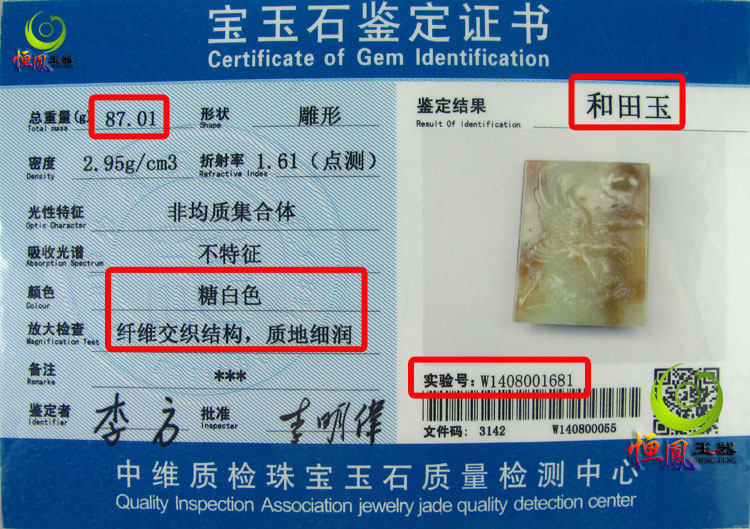 宝玉石鉴定证书
Certificate of Gem Identification
恒凤玉器
总重量(g) 87.01 形状 雕形
Total mass Shape
密度 2.95g/cm3 折射率 1.61 (点测)
Density Refractive Index
光性特征 非均质集合体
Optic Character
吸收光谱 不特征
Absorption Spectrum
颜色 糖白色
Colour
放大检查 纤维交织结构，质地细润
Magnification Test
备注 ***
Remarks
鉴定者 李方 批准 李明伟
Identifier Inspecter
鉴定结果 和田玉
Result Of Identification
实验号: W1408001681
文件码: 3142 W140800055
恒凤玉器
HENG FENG
中维质检珠宝玉石质量检测中心
Quality Inspection Association jewelry jade quality detection center